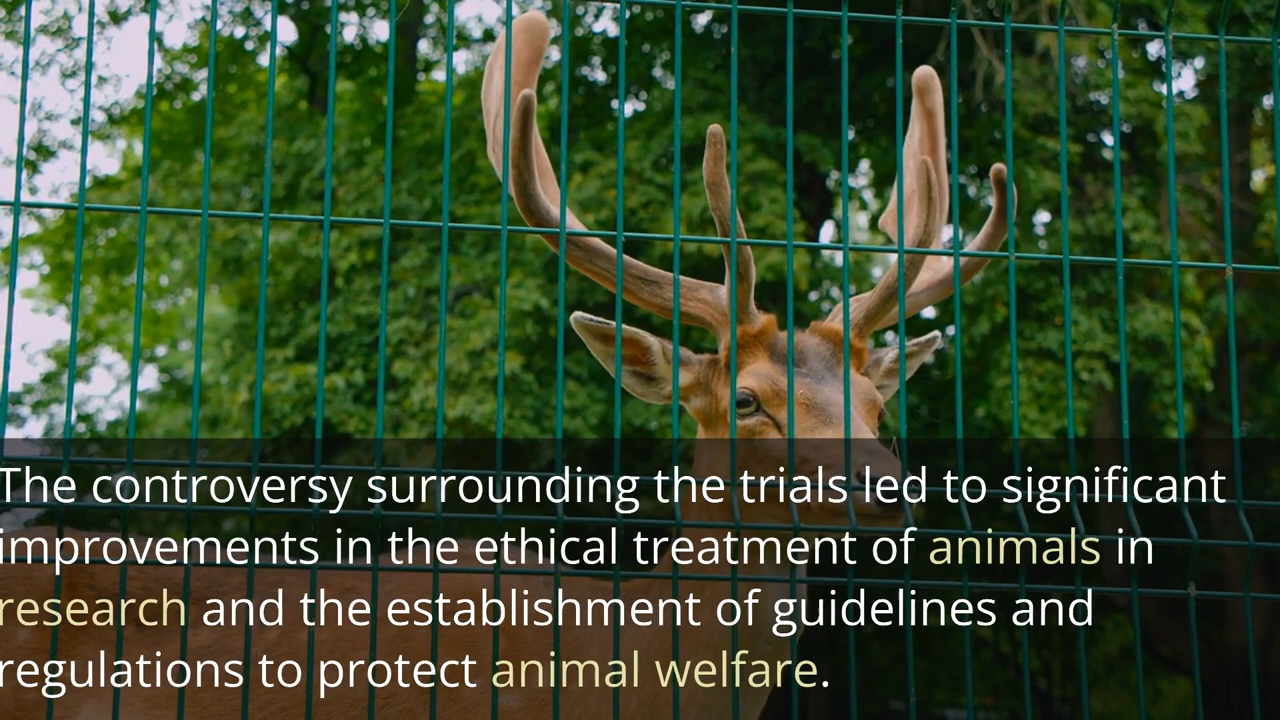 The controversy surrounding the trials led to significant
improvements in the ethical treatment of animals in
research and the establishment of guidelines and
regulations to protect animal welfare.